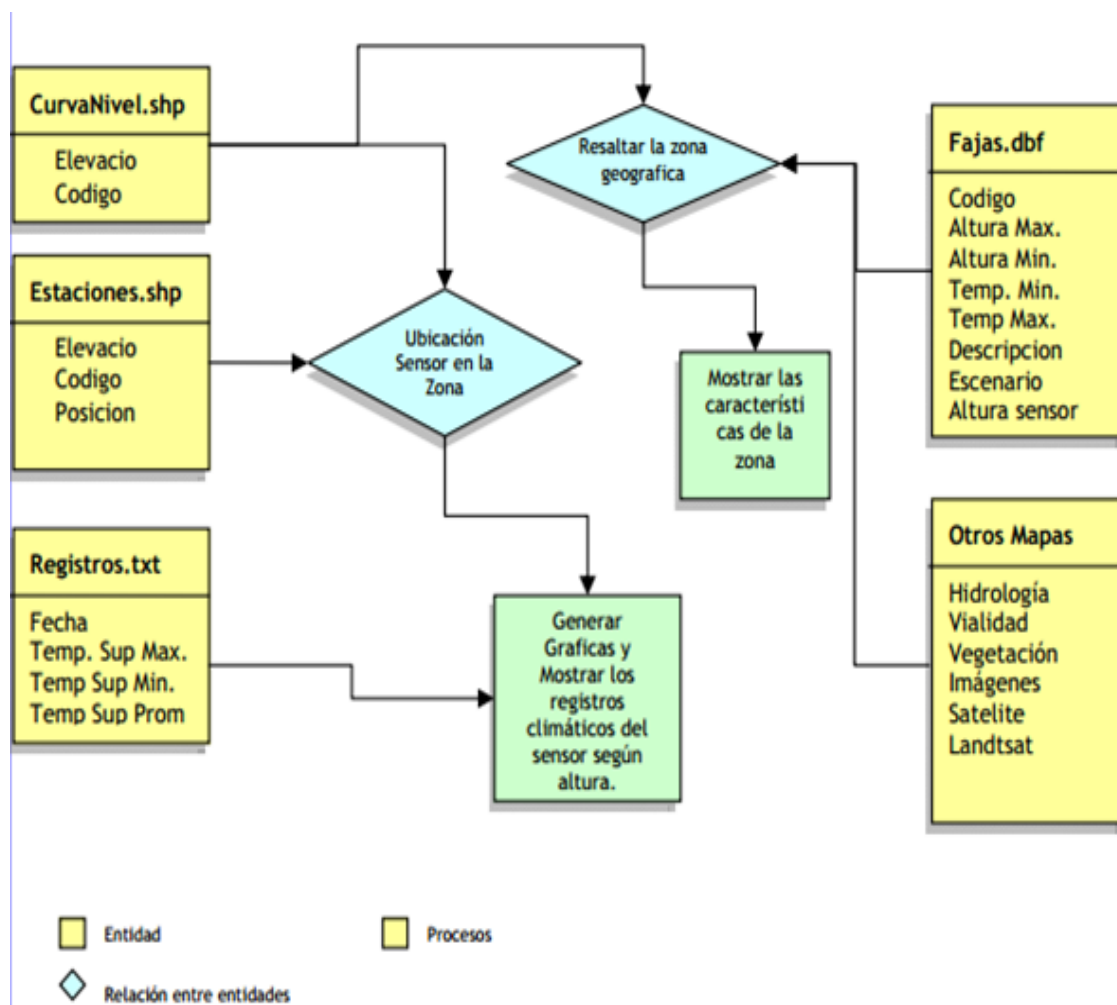 CurvaNivel.shp
Elevacio
Codigo
Estaciones.shp
Elevacio
Codigo
Posicion
Registros.txt
Fecha
Temp. Sup Max.
Temp Sup Min.
Temp Sup Prom
Resaltar la zona
geografica
Ubicación
Sensor en la
Zona
Mostrar las
característi
cas de la
zona
Generar
Graficas y
Mostrar los
registros
climáticos del
sensor según
altura.
Fajas.dbf
Codigo
Altura Max.
Altura Min.
Temp. Min.
Temp Max.
Descripcion
Escenario
Altura sensor
Otros Mapas
Hidrología
Vialidad
Vegetación
Imágenes
Satelite
Landtsat
Entidad
Procesos
Relación entre entidades